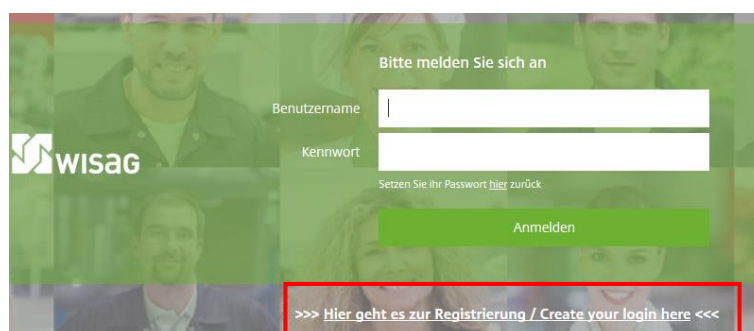 Bitte melden Sie sich an
Benutzername
wisag
Kennwort
Setzen Sie ihr Passwort hier zurück
Anmelden
>>> Hier geht es zur Registrierung / Create your login here <<<